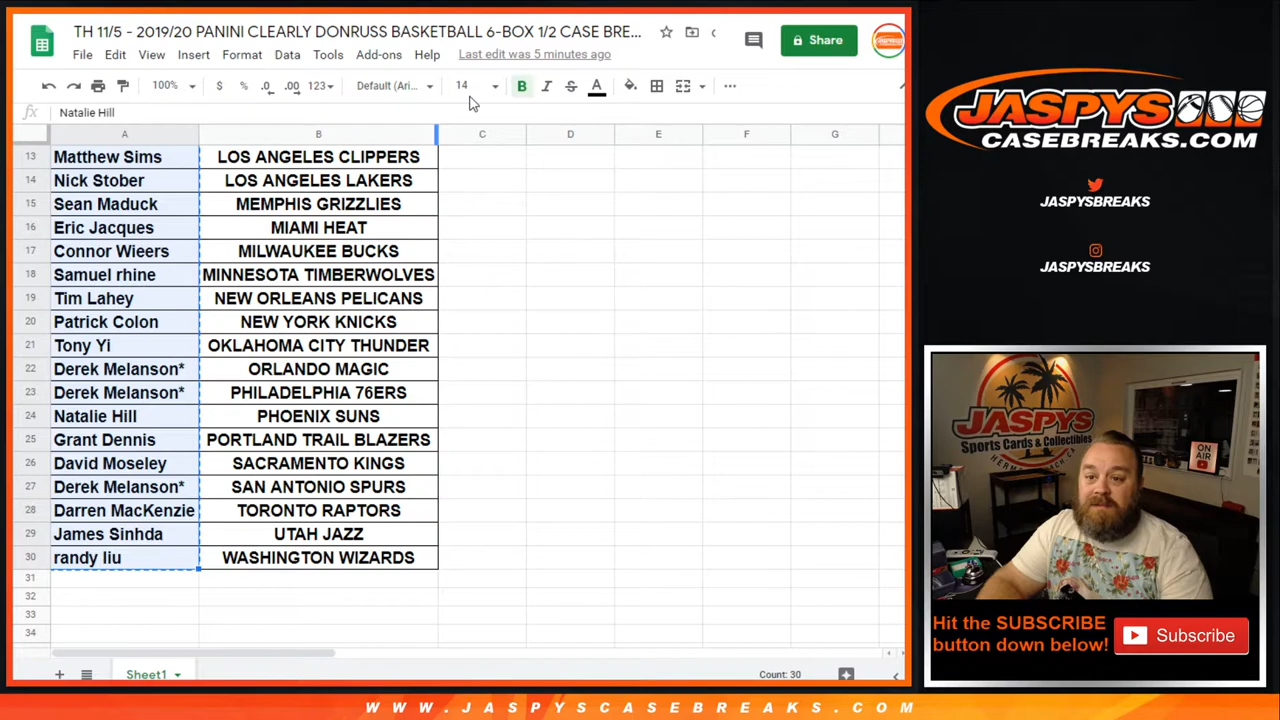 TH 11/5 - 2019/20 PANINI CLEARLY DONRUSS BASKETBALL 6-BOX 1/2 CASE BRE...
File Edit View Insert Format Data Tools Add-ons Help Last edit was 5 minutes ago
Share
100% $ % .0 .00 123 Default (Ari... 14 B I S A
fx Natalie Hill
A B C D E F G
13 Matthew Sims LOS ANGELES CLIPPERS
14 Nick Stober LOS ANGELES LAKERS
15 Sean Maduck MEMPHIS GRIZZLIES
16 Eric Jacques MIAMI HEAT
17 Connor Wieers MILWAUKEE BUCKS
18 Samuel rhine MINNESOTA TIMBERWOLVES
19 Tim Lahey NEW ORLEANS PELICANS
20 Patrick Colon NEW YORK KNICKS
21 Tony Yi OKLAHOMA CITY THUNDER
22 Derek Melanson* ORLANDO MAGIC
23 Derek Melanson* PHILADELPHIA 76ERS
24 Natalie Hill PHOENIX SUNS
25 Grant Dennis PORTLAND TRAIL BLAZERS
26 David Moseley SACRAMENTO KINGS
27 Derek Melanson* SAN ANTONIO SPURS
28 Darren MacKenzie TORONTO RAPTORS
29 James Sinhda UTAH JAZZ
30 randy liu WASHINGTON WIZARDS
31
32
33
34
Sheet1
Count: 30
JASPYS
CASEBREAKS.COM
JASPYSBREAKS
JASPYSBREAKS
JASPYS
Sports Cards & Collectibles
ON
AIR
Hit the SUBSCRIBE
button down below!
Subscribe
WWW.JASPYSCASEBREAKS.COM